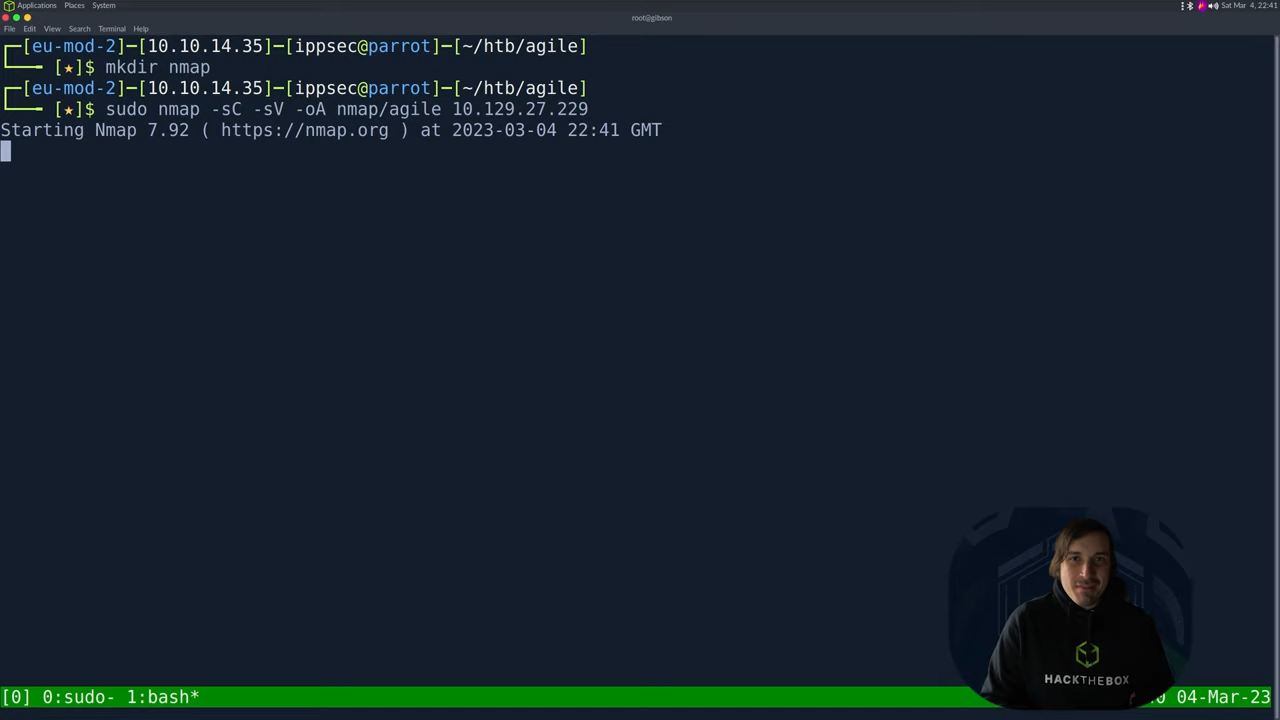 Applications Places System
Sat Mar 4, 22:41
root@gibson
File Edit View Search Terminal Help
┌─[eu-mod-2]─[10.10.14.35]─[ippsec@parrot]─[~/htb/agile]
└──╼ [★]$ mkdir nmap
┌─[eu-mod-2]─[10.10.14.35]─[ippsec@parrot]─[~/htb/agile]
└──╼ [★]$ sudo nmap -sC -sV -oA nmap/agile 10.129.27.229
Starting Nmap 7.92 ( https://nmap.org ) at 2023-03-04 22:41 GMT
HACKTHEBOX
[0] 0:sudo- 1:bash*
04-Mar-23